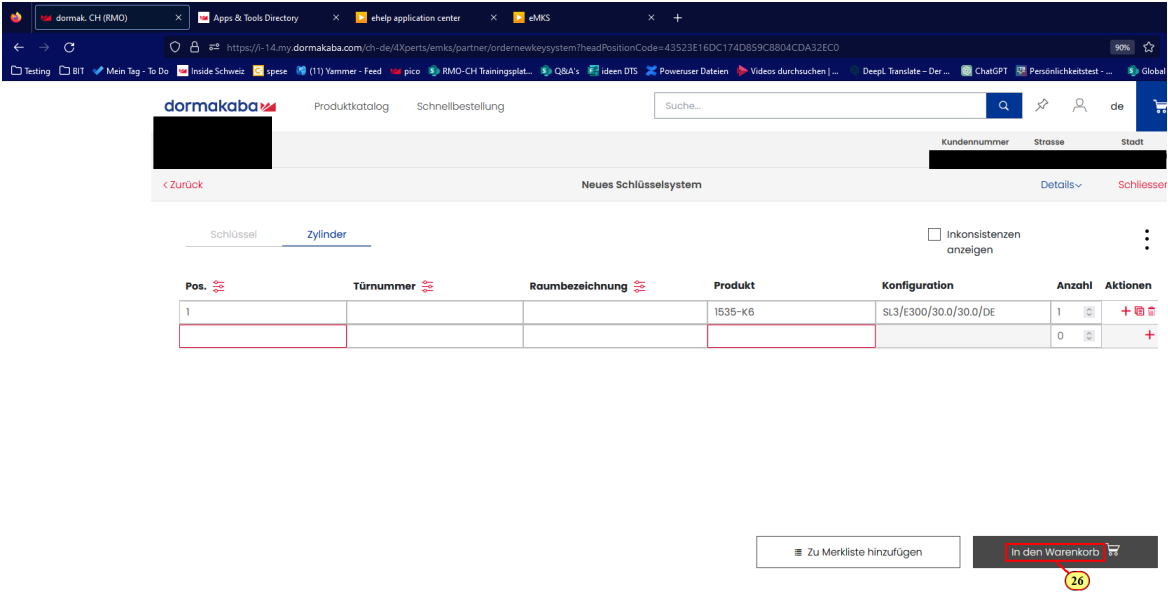 dormak. CH (RMO) Apps & Tools Directory ehelp application center eMKS
https://i-14.my.dormakaba.com/ch-de/4Xperts/emks/partner/ordernewkeysystem?headPositionCode=43523E16DC174D859C8804CDA32EC0 90%
Testing BIT Mein Tag - To Do Inside Schweiz spese (11) Yammer - Feed pico RMO-CH Trainingsplat... Q&A's ideen DTS Poweruser Dateien Videos durchsuchen | ... DeepL Translate – Der ... ChatGPT Persönlichkeitstest - ... Global
dormakaba Produktkatalog Schnellbestellung Suche... de
Kundennummer Strasse Stadt
Zurück Neues Schlüsselsystem Details Schliessen
Schlüssel Zylinder Inkonsistenzen
anzeigen
Pos. Türnummer Raumbezeichnung Produkt Konfiguration Anzahl Aktionen
1 1535-K6 SL3/E300/30.0/30.0/DE 1
0
Zu Merkliste hinzufügen In den Warenkorb
26